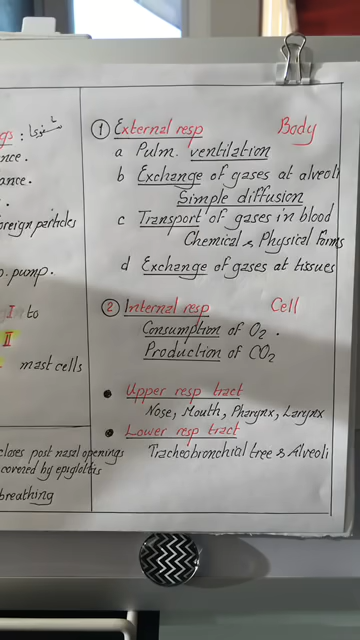 gs : شفوي
nce.
ance.
oreign particles
p. pump.
I to
II
mast cells
closes post nasal openings
covered by epiglottis
breathing
① External resp Body
a Pulm. ventilation
b Exchange of gases at alveoli
Simple diffusion
c Transport of gases in blood
Chemical & Physical forms
d Exchange of gases at tissues
② Internal resp Cell
Consumption of O₂.
Production of CO₂
• Upper resp tract
Nose, Mouth, Pharynx, Larynx
• Lower resp tract
Tracheobronchial tree & Alveoli